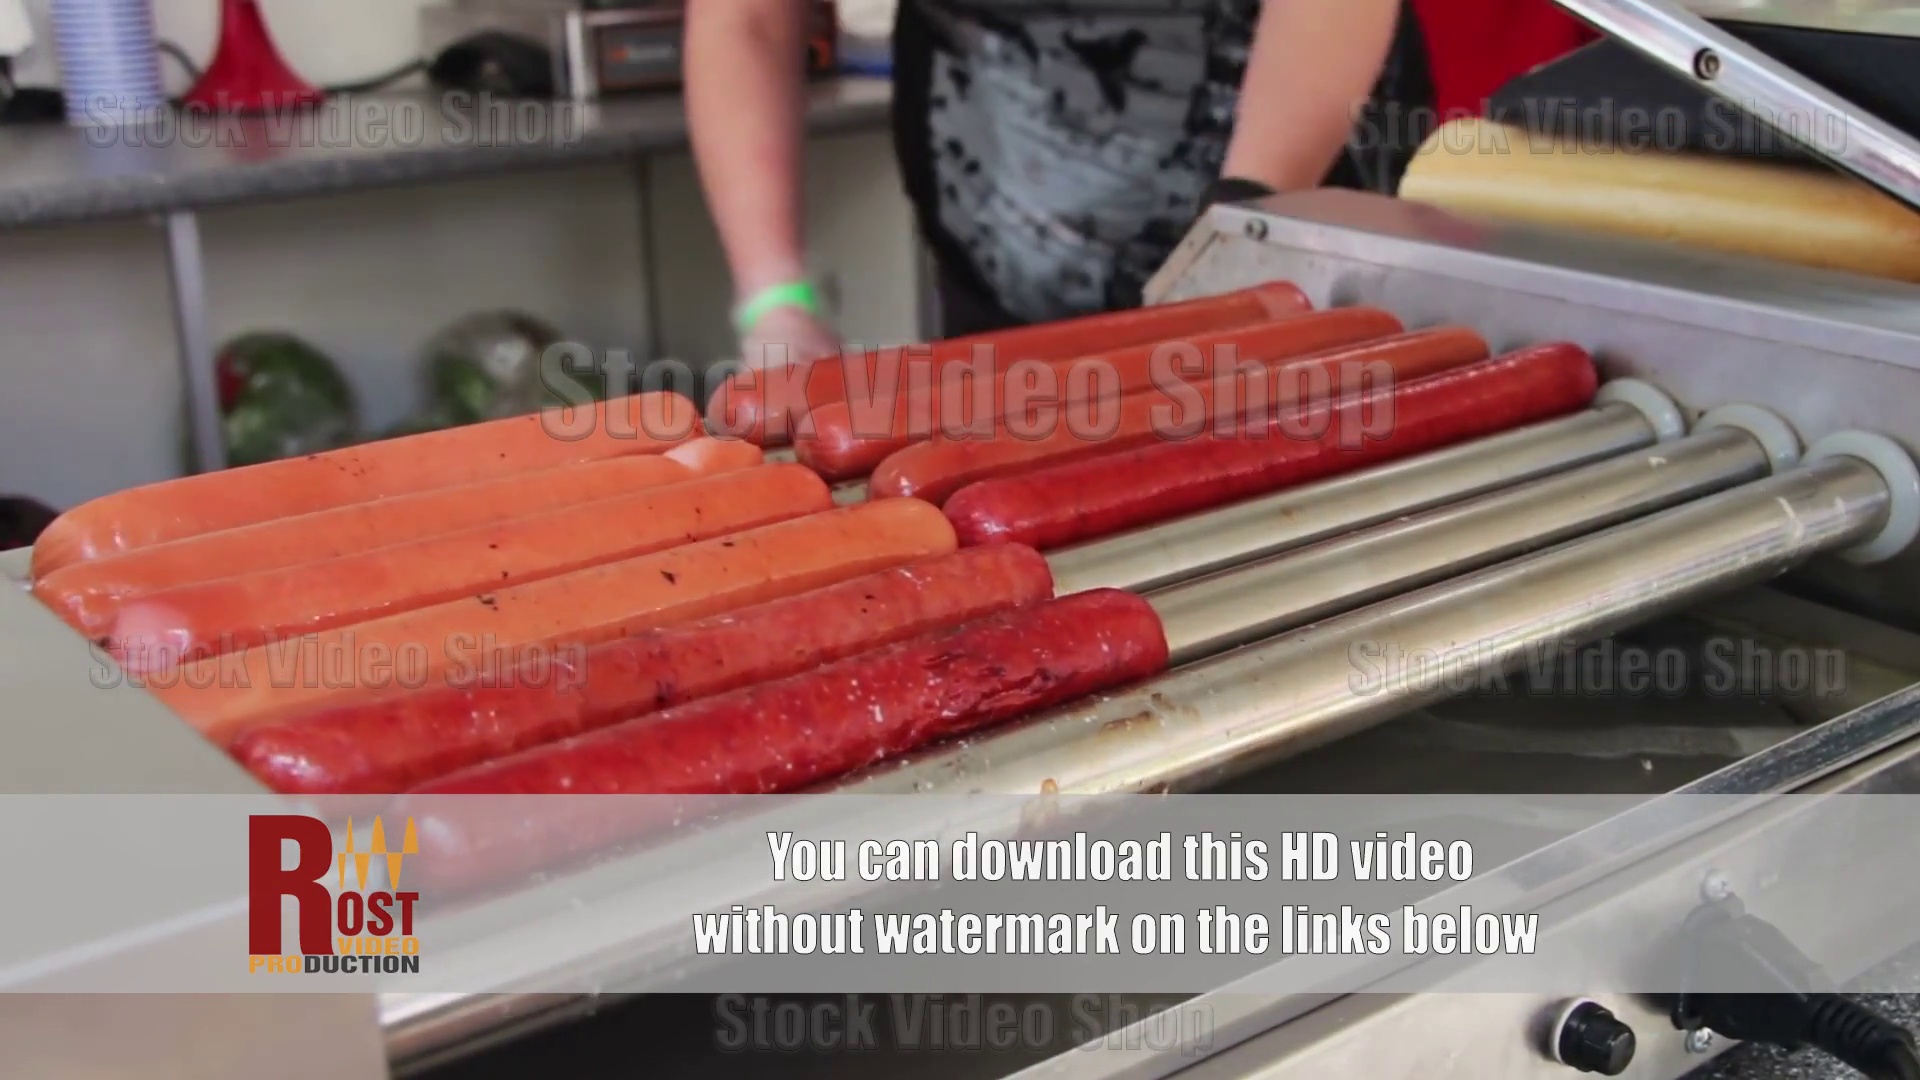 Stock Video Shop Stock Video Shop
Stock Video Shop
Stock Video Shop Stock Video Shop
ROST
VIDEO
PRODUCTION
You can download this HD video
without watermark on the links below
Stock Video Shop